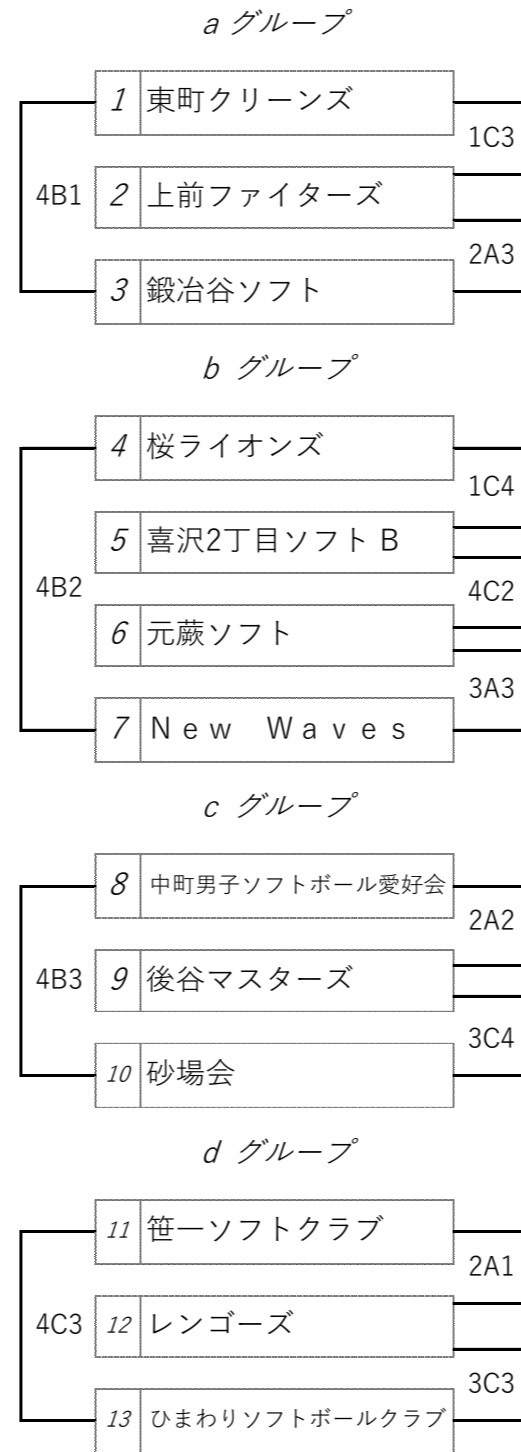 a グループ
1 東町クリーンズ
1C3
4B1 2 上前ファイターズ
2A3
3 鍛冶谷ソフト
b グループ
4 桜ライオンズ
1C4
5 喜沢2丁目ソフト B
4B2 4C2
6 元蕨ソフト
3A3
7 Ｎｅｗ　Ｗａｖｅｓ
c グループ
8 中町男子ソフトボール愛好会
2A2
4B3 9 後谷マスターズ
3C4
10 砂場会
d グループ
11 笹一ソフトクラブ
2A1
4C3 12 レンゴーズ
3C3
13 ひまわりソフトボールクラブ